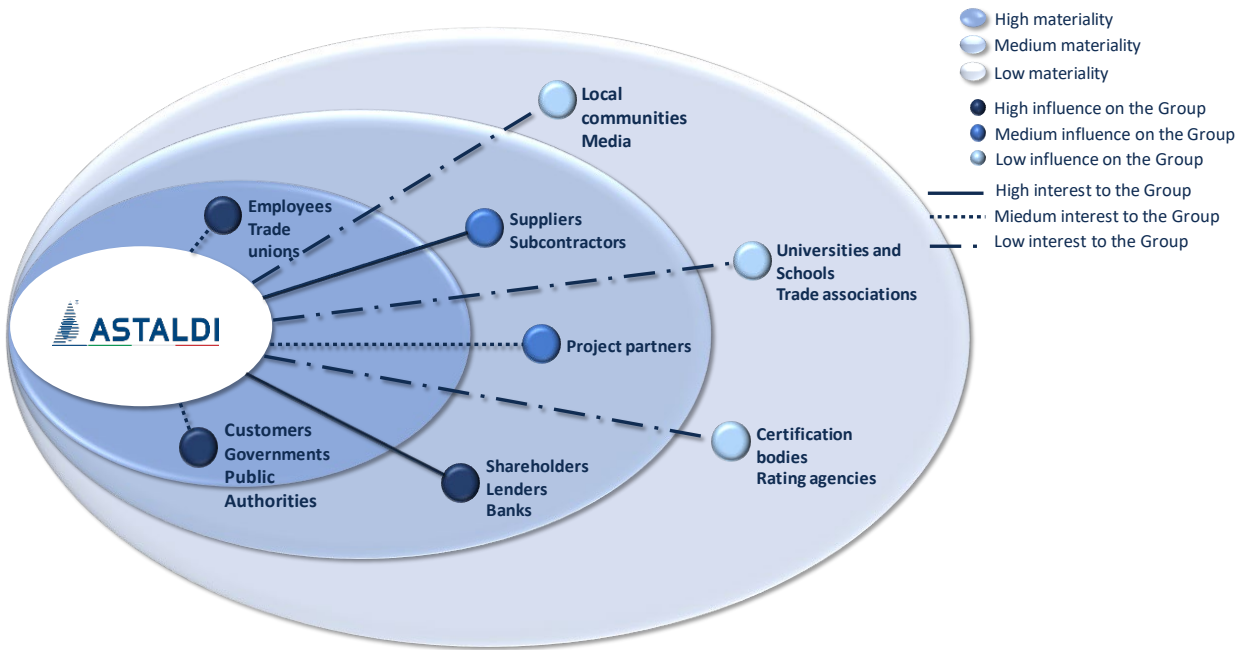 High materiality
Medium materiality
Low materiality
High influence on the Group
Medium influence on the Group
Low influence on the Group
High interest to the Group
Miedum interest to the Group
Low interest to the Group
Local
communities
Media
Employees
Trade
unions
Suppliers
Subcontractors
Universities and
Schools
Trade associations
ASTALDI
Project partners
Customers
Governments
Public
Authorities
Shareholders
Lenders
Banks
Certification
bodies
Rating agencies